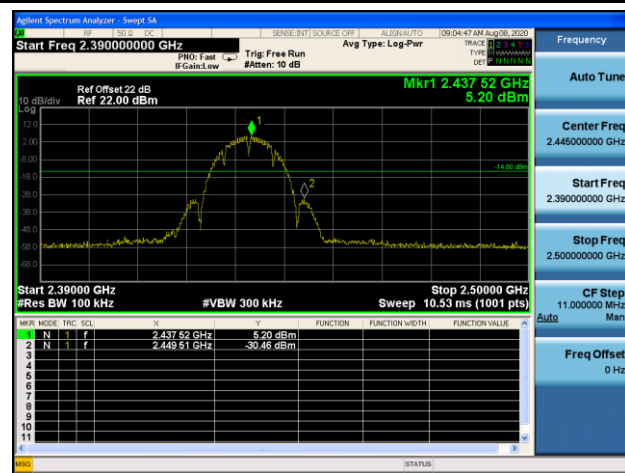 Agilent Spectrum Analyzer - Swept SA
RF 50 Ω DC SENSE:INT SOURCE OFF ALIGN AUTO 09:04:47 AM Aug 08, 2020
Start Freq 2.390000000 GHz
PNO: Fast
IFGain:Low
Trig: Free Run
#Atten: 10 dB
Avg Type: Log-Pwr
TRACE 1 2 3 4 5 6
TYPE
DET P N N N N N
Ref Offset 22 dB
Ref 22.00 dBm
10 dB/div
Log
Mkr1 2.437 52 GHz
5.20 dBm
12.0
2.00
-8.00
-18.0
-28.0
-38.0
-48.0
-58.0
-68.0
1
2
-14.80 dBm
Start 2.39000 GHz
#Res BW 100 kHz
#VBW 300 kHz
Stop 2.50000 GHz
Sweep 10.53 ms (1001 pts)
MKR MODE TRC SCL X Y FUNCTION FUNCTION WIDTH FUNCTION VALUE
1 N 1 f 2.437 52 GHz 5.20 dBm
2 N 1 f 2.449 51 GHz -30.46 dBm
3
4
5
6
7
8
9
10
11
MSG
STATUS
Frequency
Auto Tune
Center Freq
2.445000000 GHz
Start Freq
2.390000000 GHz
Stop Freq
2.500000000 GHz
CF Step
11.000000 MHz
Auto Man
Freq Offset
0 Hz